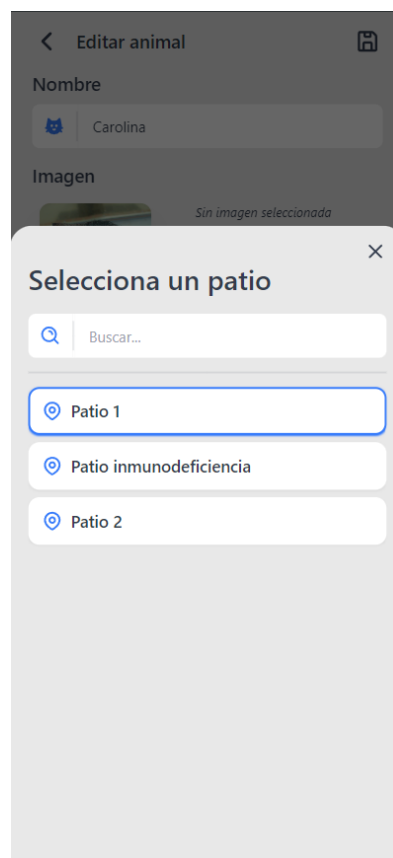 Editar animal
Nombre
Carolina
Imagen
Sin imagen seleccionada
Selecciona un patio
Buscar...
Patio 1
Patio inmunodeficiencia
Patio 2